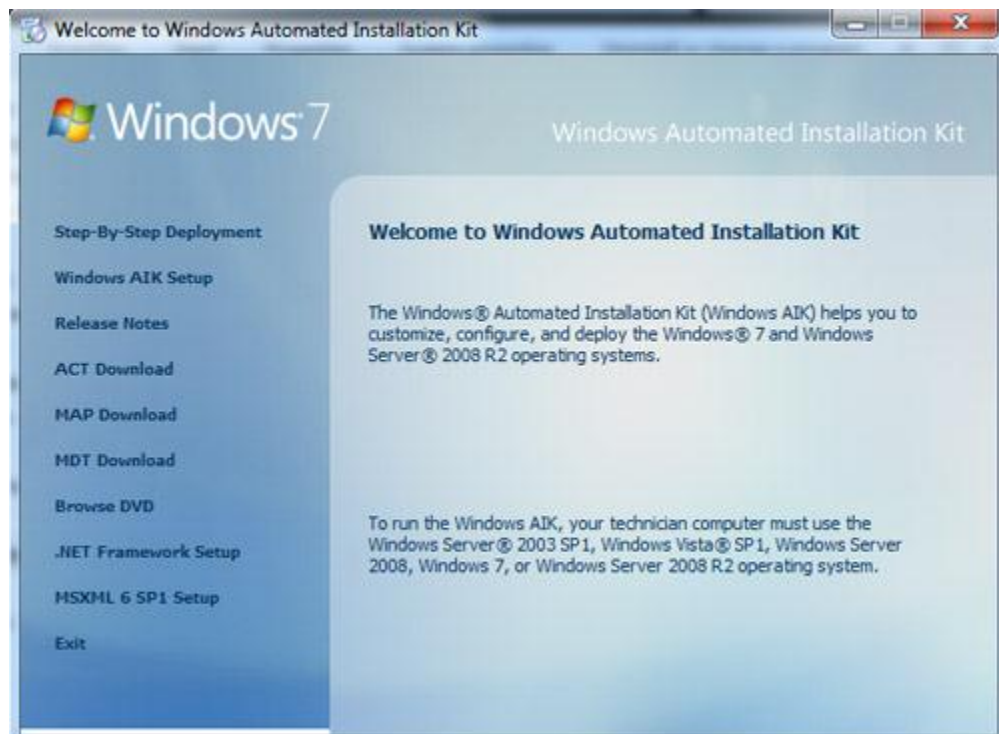 Welcome to Windows Automated Installation Kit
Windows 7
Windows Automated Installation Kit
Step-By-Step Deployment
Windows AIK Setup
Release Notes
ACT Download
MAP Download
MDT Download
Browse DVD
.NET Framework Setup
MSXML 6 SP1 Setup
Exit
Welcome to Windows Automated Installation Kit
The Windows® Automated Installation Kit (Windows AIK) helps you to
customize, configure, and deploy the Windows® 7 and Windows
Server® 2008 R2 operating systems.
To run the Windows AIK, your technician computer must use the
Windows Server® 2003 SP1, Windows Vista® SP1, Windows Server
2008, Windows 7, or Windows Server 2008 R2 operating system.